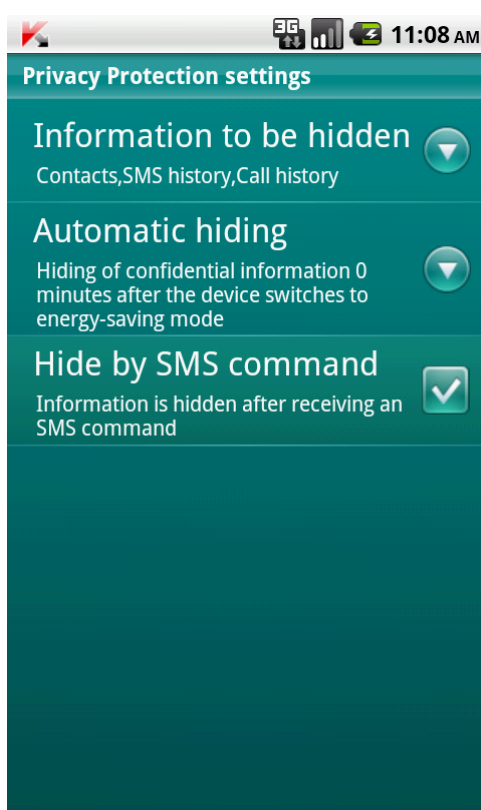 3G 11:08 AM
Privacy Protection settings
Information to be hidden
Contacts,SMS history,Call history
Automatic hiding
Hiding of confidential information 0
minutes after the device switches to
energy-saving mode
Hide by SMS command
Information is hidden after receiving an
SMS command